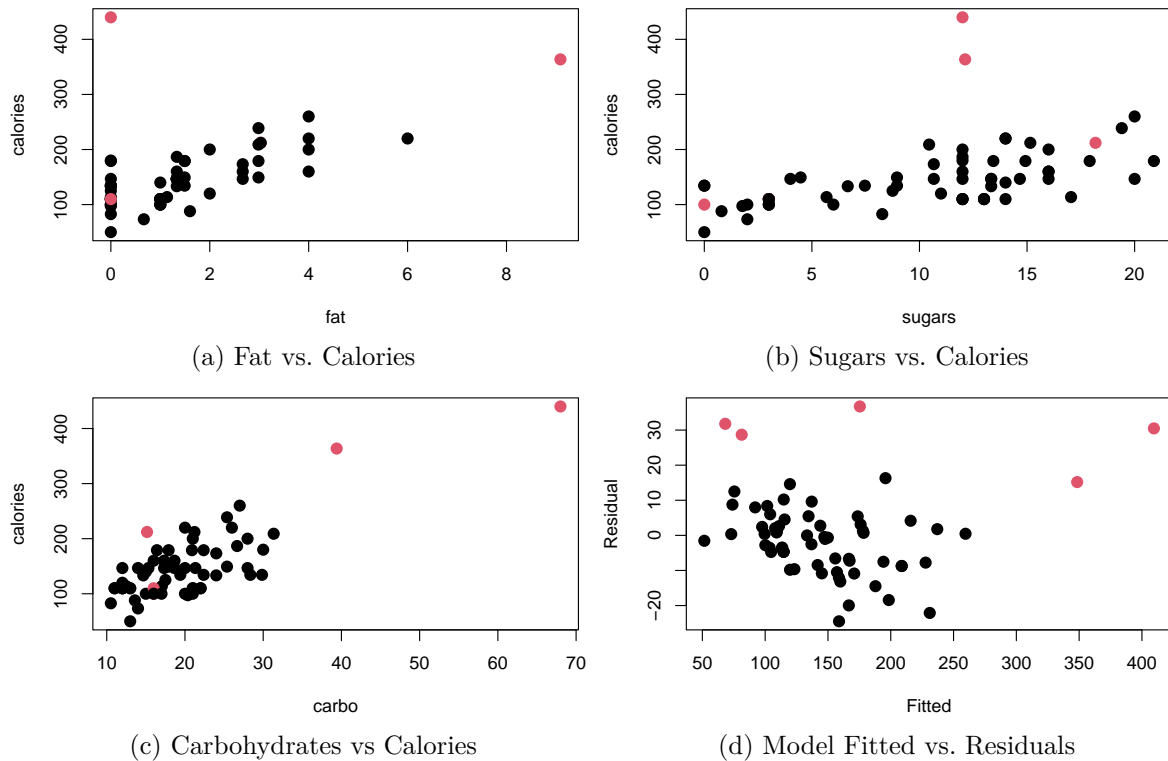 calories
400
300
200
100
0 2 4 6 8
fat
(a) Fat vs. Calories
calories
400
300
200
100
0 5 10 15 20
sugars
(b) Sugars vs. Calories
calories
400
300
200
100
10 20 30 40 50 60 70
carbo
(c) Carbohydrates vs Calories
Residual
30
10
0
−20
50 100 150 200 250 300 350 400
Fitted
(d) Model Fitted vs. Residuals